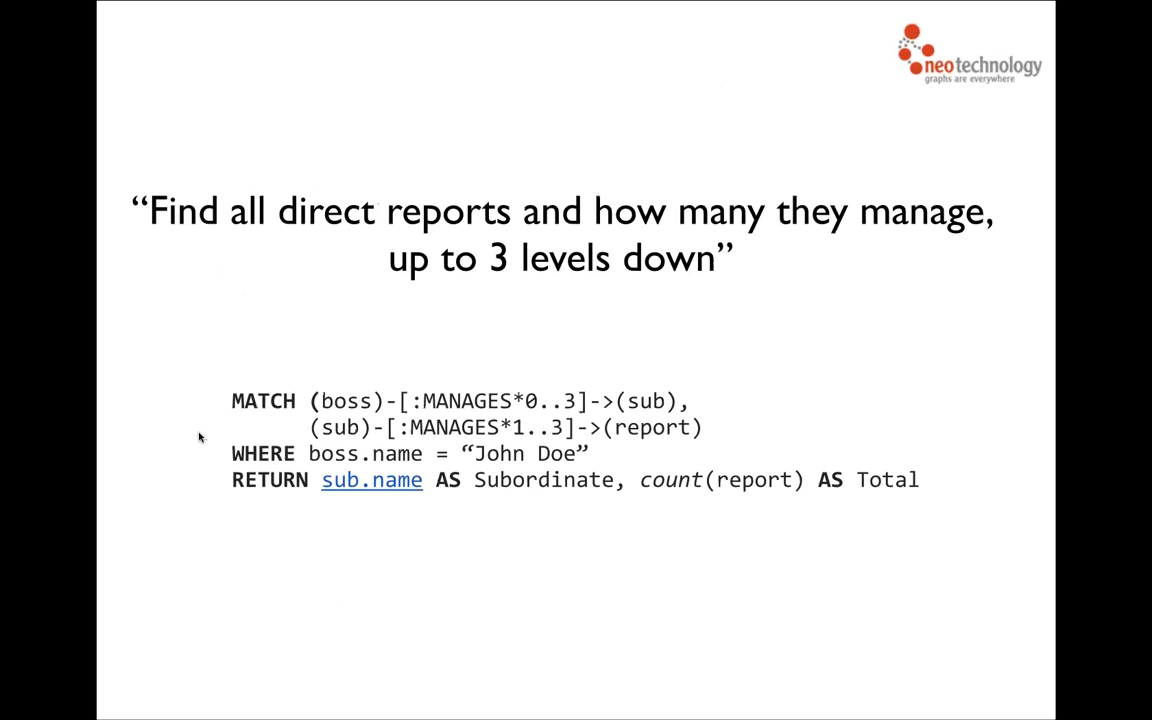 neotechnology
graphs are everywhere
“Find all direct reports and how many they manage,
up to 3 levels down”
MATCH (boss)-[:MANAGES*0..3]->(sub),
(sub)-[:MANAGES*1..3]->(report)
WHERE boss.name = “John Doe”
RETURN sub.name AS Subordinate, count(report) AS Total